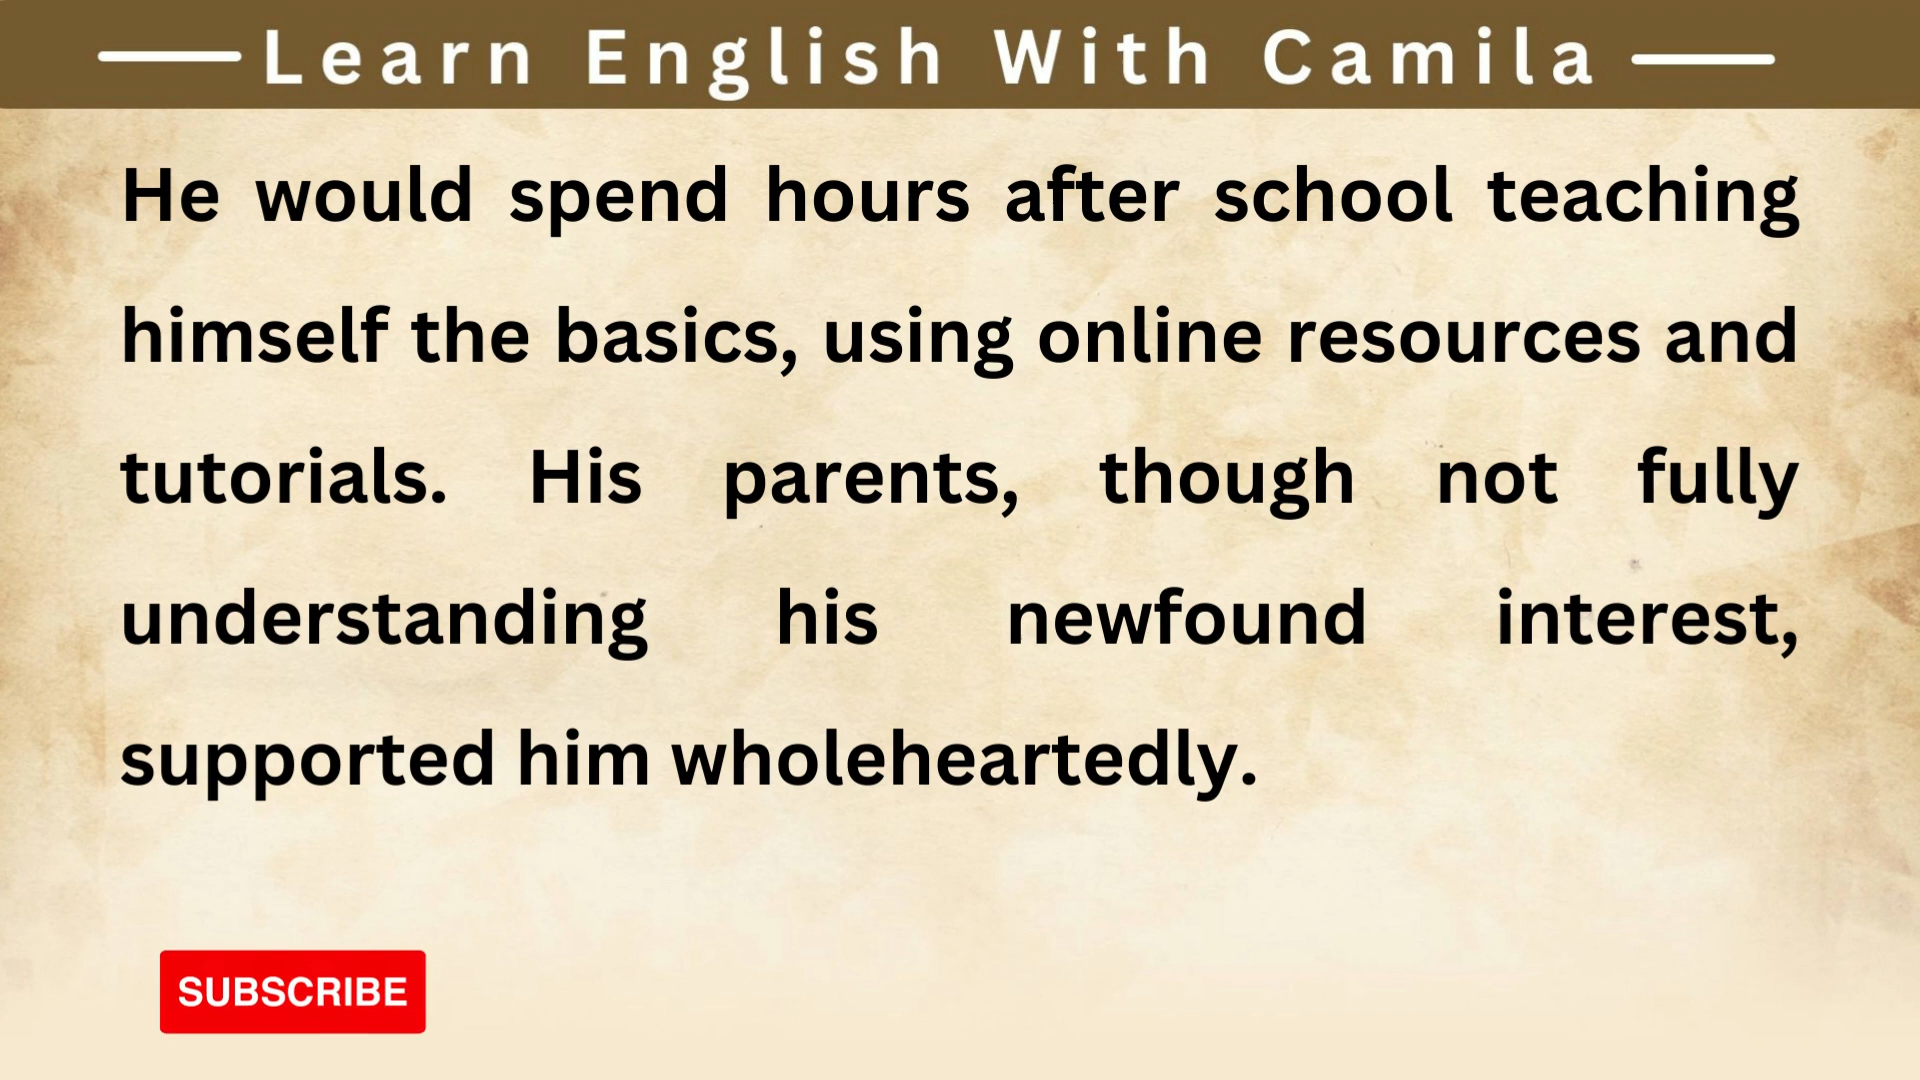 Learn English With Camila
He would spend hours after school teaching
himself the basics, using online resources and
tutorials. His parents, though not fully
understanding his newfound interest,
supported him wholeheartedly.
SUBSCRIBE